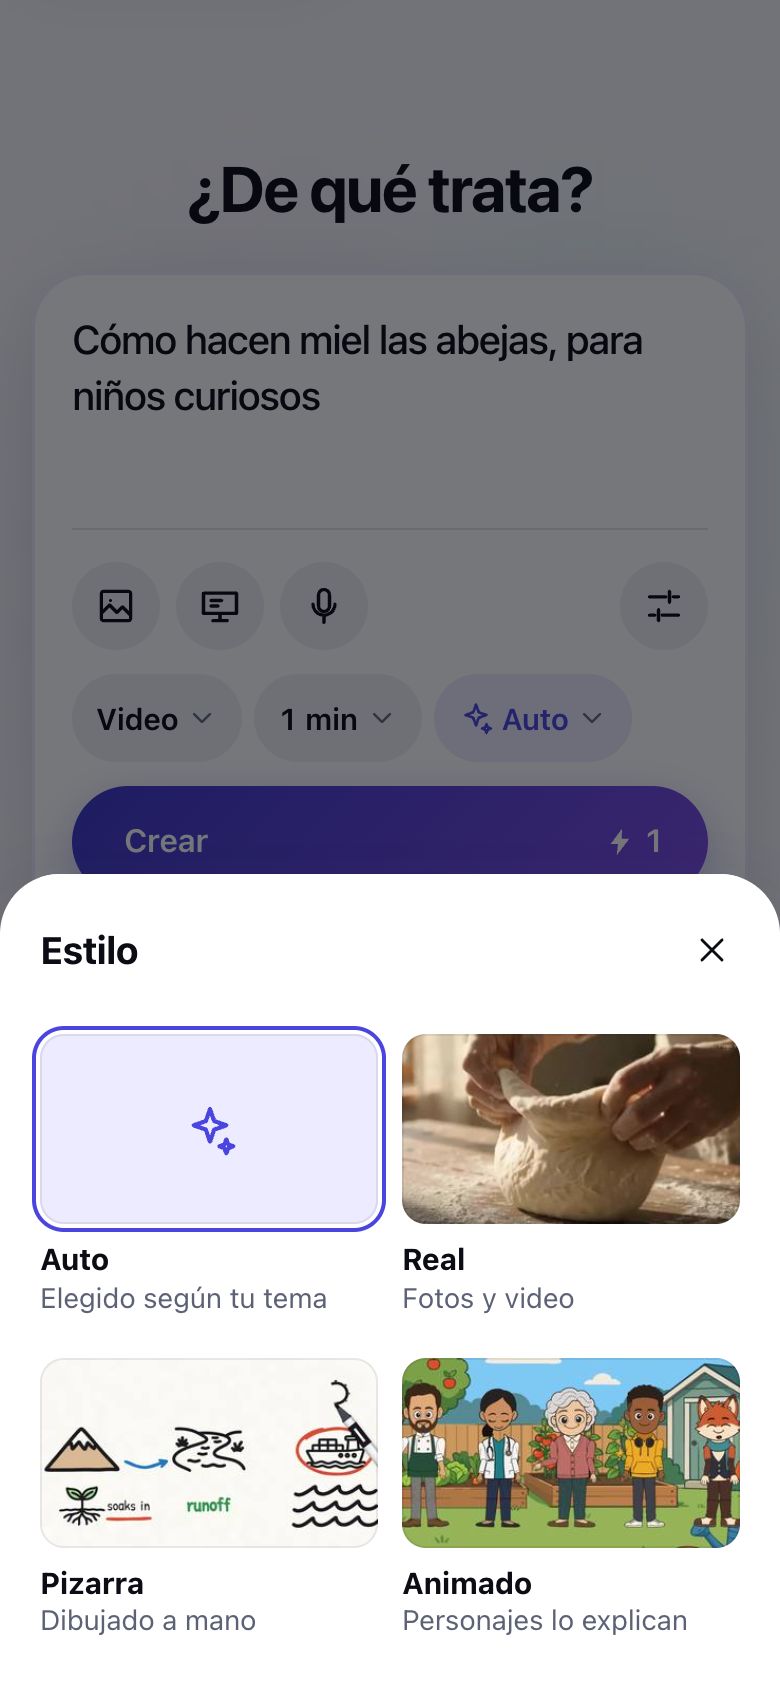 ¿De qué trata?
Cómo hacen miel las abejas, para
niños curiosos
Video
1 min
Auto
Crear
1
Estilo
Auto
Elegido según tu tema
Real
Fotos y video
soaks in
runoff
Pizarra
Dibujado a mano
Animado
Personajes lo explican